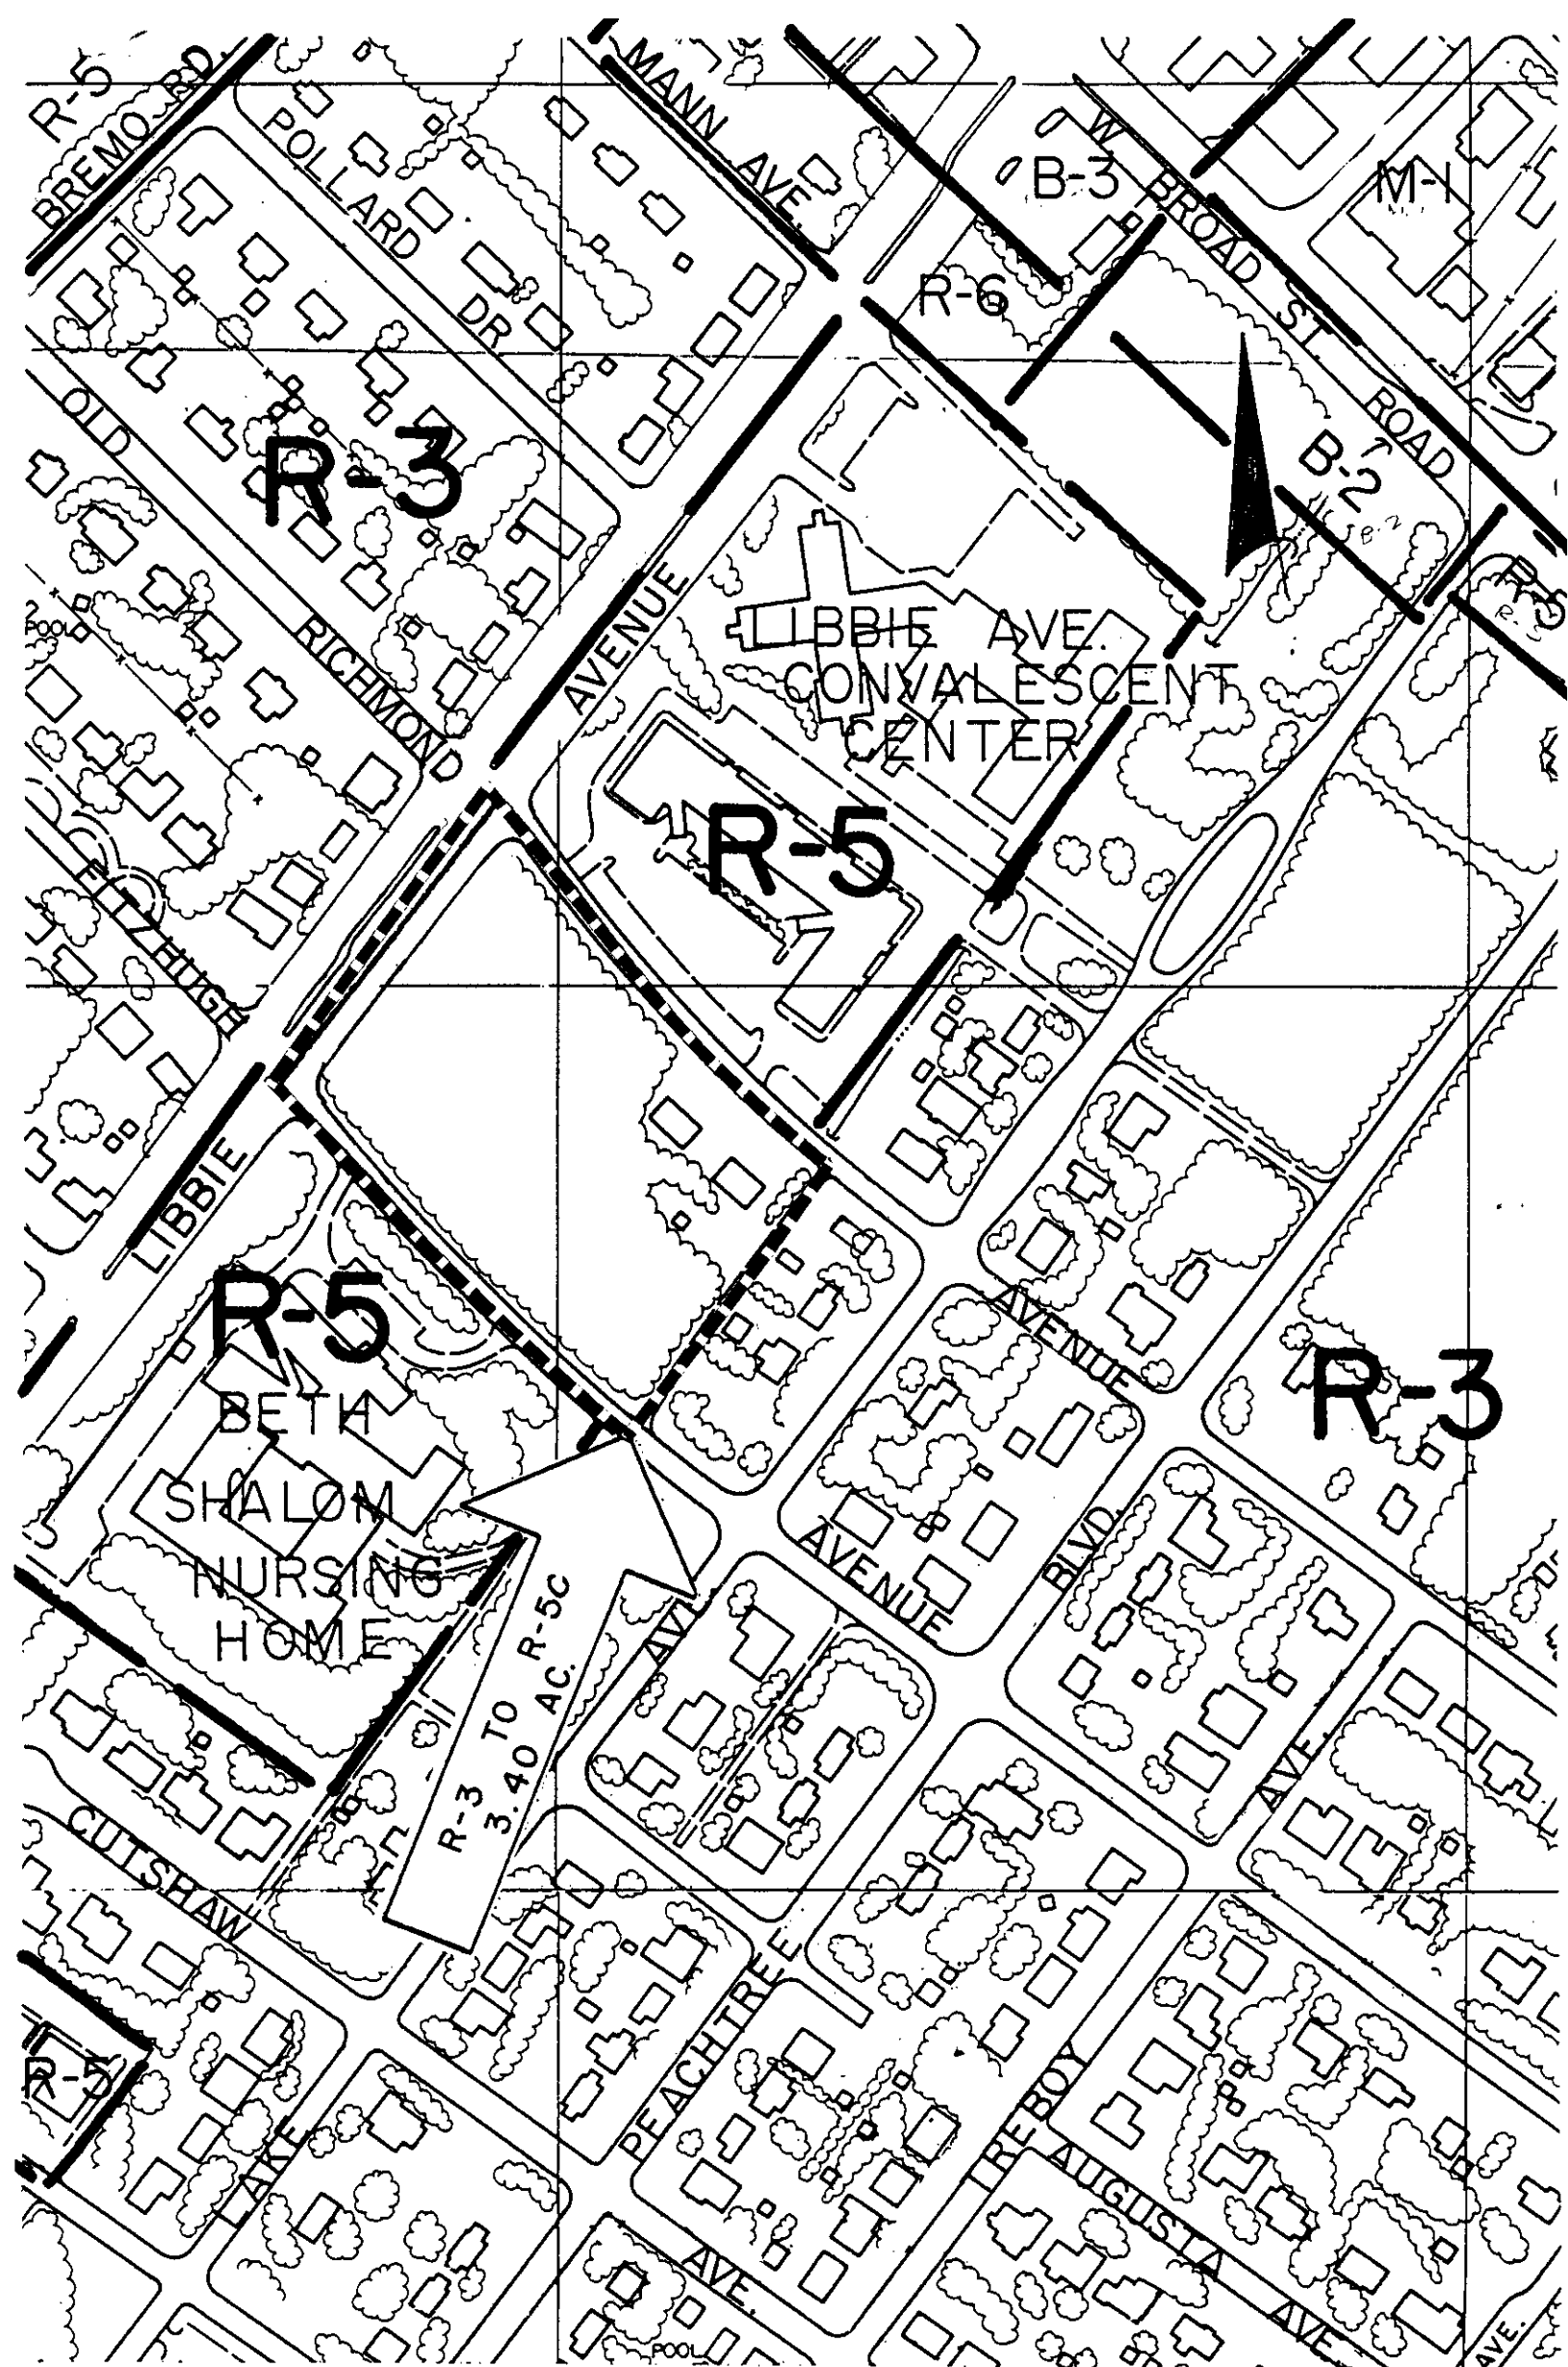 R-5
BREMO RD.
POLLARD
DR
MANN AVE.
W BROAD ST. ROAD
B-3
M-1
R-6
B-2
OLD
RICHMOND
AVENUE
R-3
POOL
LIBBIE AVE.
CONVALESCENT
CENTER
R-5
FITZHUGH
LIBBIE
R-5
BETH
SHALOM
NURSING
HOME
AVENUE
R-3
AVENUE
BLVD.
AVE.
R-3 TO R-5C
3.40 AC.
AVE.
CUTSHAW
R-5
LAKE
PEACHTREE
TREBOY
AUGUSTA
AVE.
AVE.
AVE.
POOL